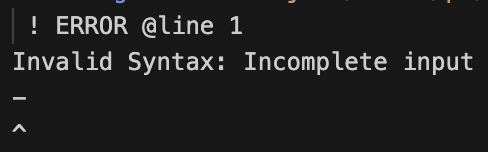 ! ERROR @line 1
Invalid Syntax: Incomplete input
-
^